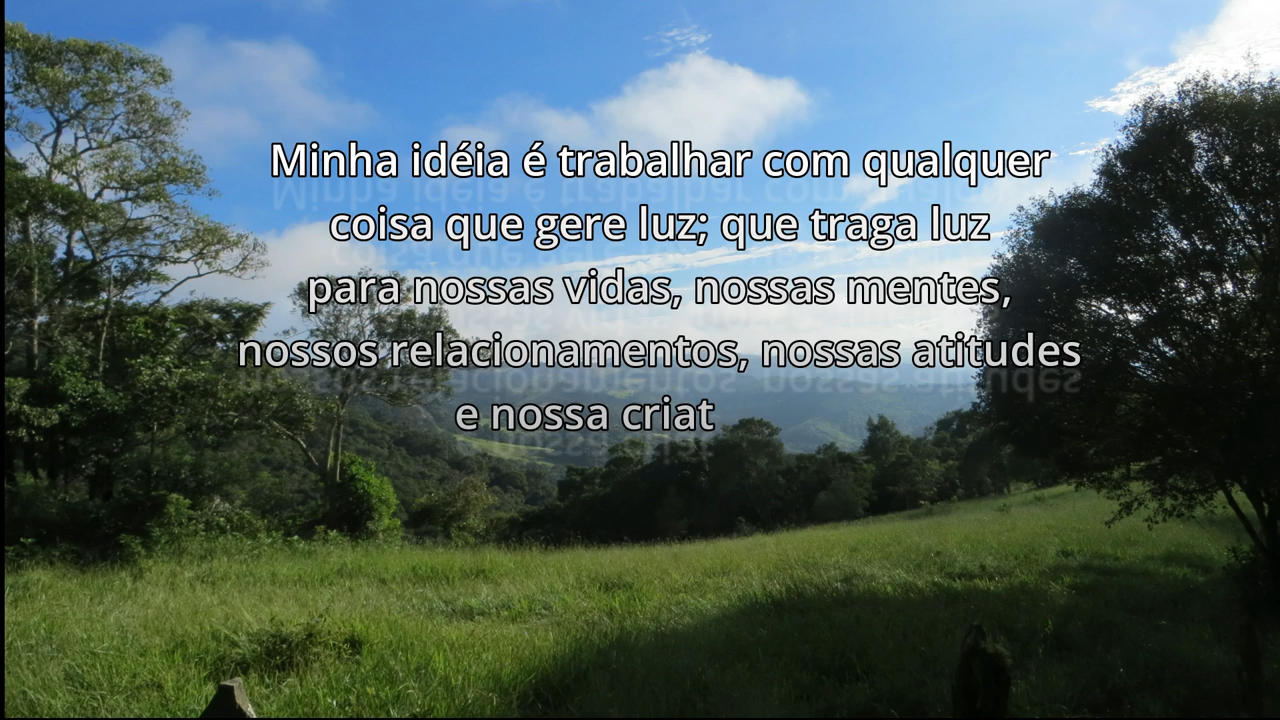 Minha idéia é trabalhar com qualquer
coisa que gere luz; que traga luz
para nossas vidas, nossas mentes,
nossos relacionamentos, nossas atitudes
e nossa criat